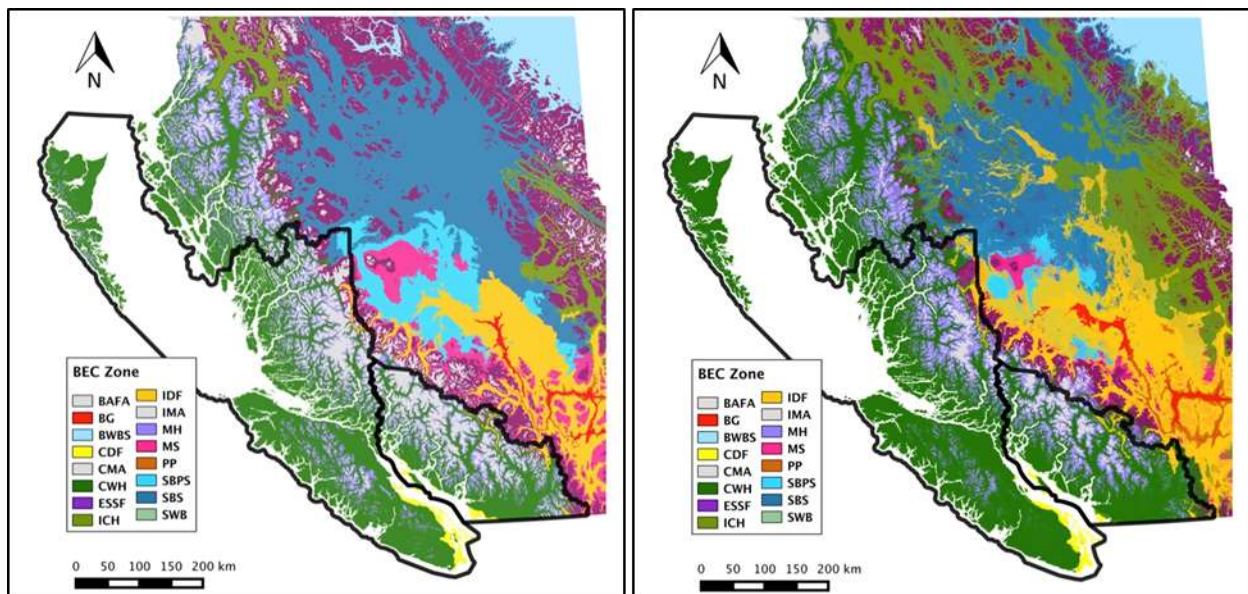 N
BEC Zone
BAFA IDF
BG IMA
BWBS MH
CDF MS
CMA PP
CWH SBPS
ESSF SBS
ICH SWB
0 50 100 150 200 km
N
BEC Zone
BAFA IDF
BG IMA
BWBS MH
CDF MS
CMA PP
CWH SBPS
ESSF SBS
ICH SWB
0 50 100 150 200 km